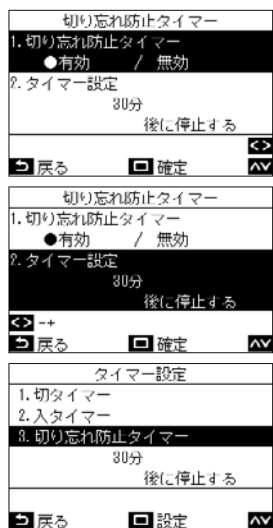 切り忘れ防止タイマー
1.切り忘れ防止タイマー
●有効 / 無効
2.タイマー設定
30分
後に停止する
<>
戻る 確定 ∧∨
切り忘れ防止タイマー
1.切り忘れ防止タイマー
●有効 / 無効
2.タイマー設定
30分
後に停止する
<> -+
戻る 確定 ∧∨
タイマー設定
1.切タイマー
2.入タイマー
3.切り忘れ防止タイマー
30分
後に停止する
戻る 設定 ∧∨